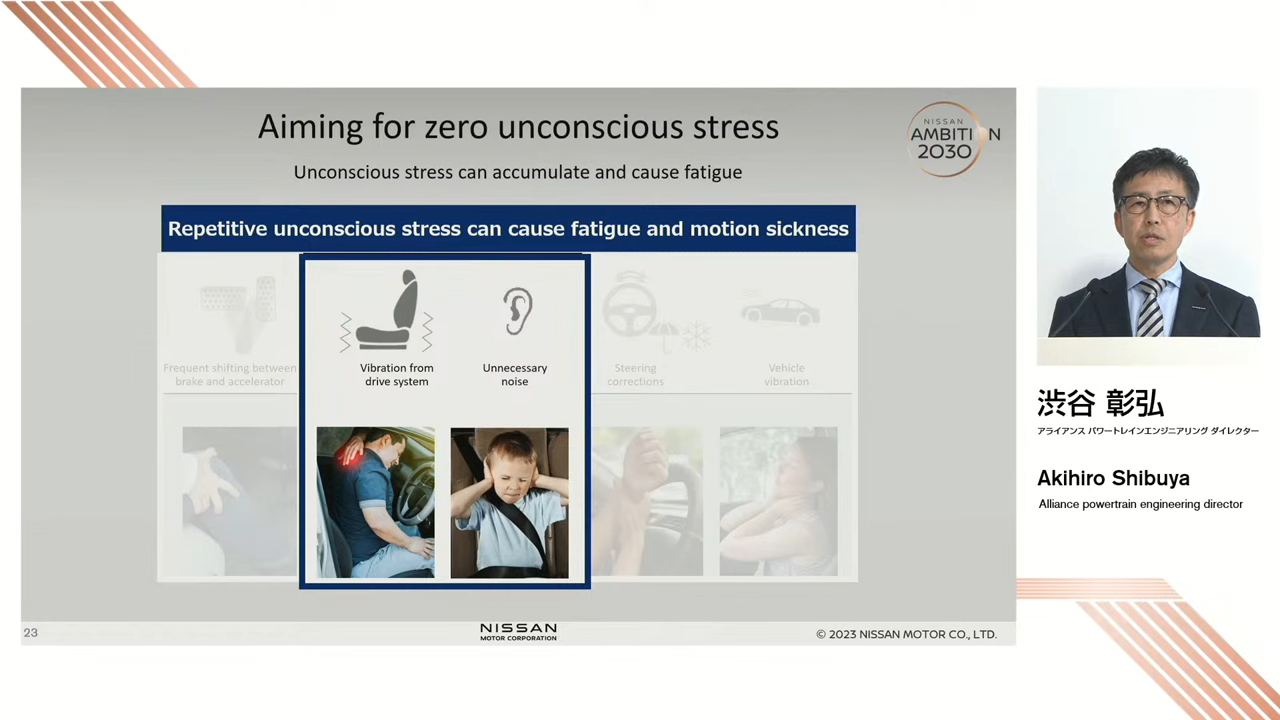 Aiming for zero unconscious stress
Unconscious stress can accumulate and cause fatigue
NISSAN
AMBITION
2030
Repetitive unconscious stress can cause fatigue and motion sickness
Frequent shifting between
brake and accelerator
Vibration from
drive system
Unnecessary
noise
Steering
corrections
Vehicle
vibration
23
NISSAN
MOTOR CORPORATION
© 2023 NISSAN MOTOR CO., LTD.
渋谷 彰弘
アライアンス パワートレインエンジニアリング ダイレクター
Akihiro Shibuya
Alliance powertrain engineering director